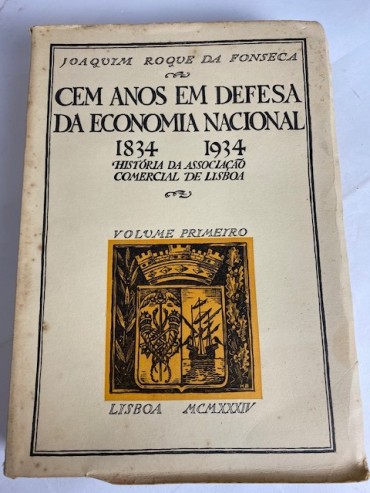 JOAQUIM ROQUE DA FONSECA
CEM ANOS EM DEFESA
DA ECONOMIA NACIONAL
1834 1934
HISTÓRIA DA ASSOCIAÇÃO
COMERCIAL DE LISBOA
VOLUME PRIMEIRO
LISBOA MCMXXXIV